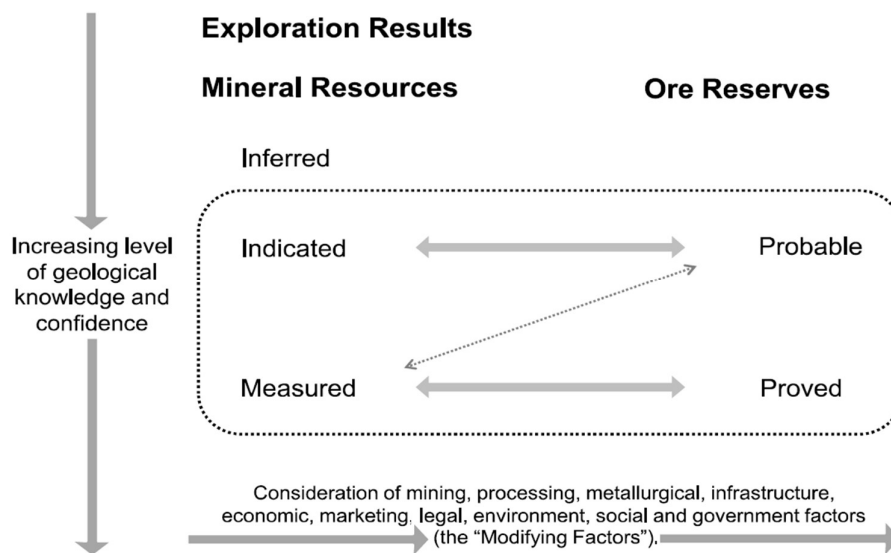 Exploration Results
Mineral Resources
Ore Reserves
Inferred
Increasing level
of geological
knowledge and
confidence
Indicated
Probable
Measured
Proved
Consideration of mining, processing, metallurgical, infrastructure,
economic, marketing, legal, environment, social and government factors
(the “Modifying Factors”).